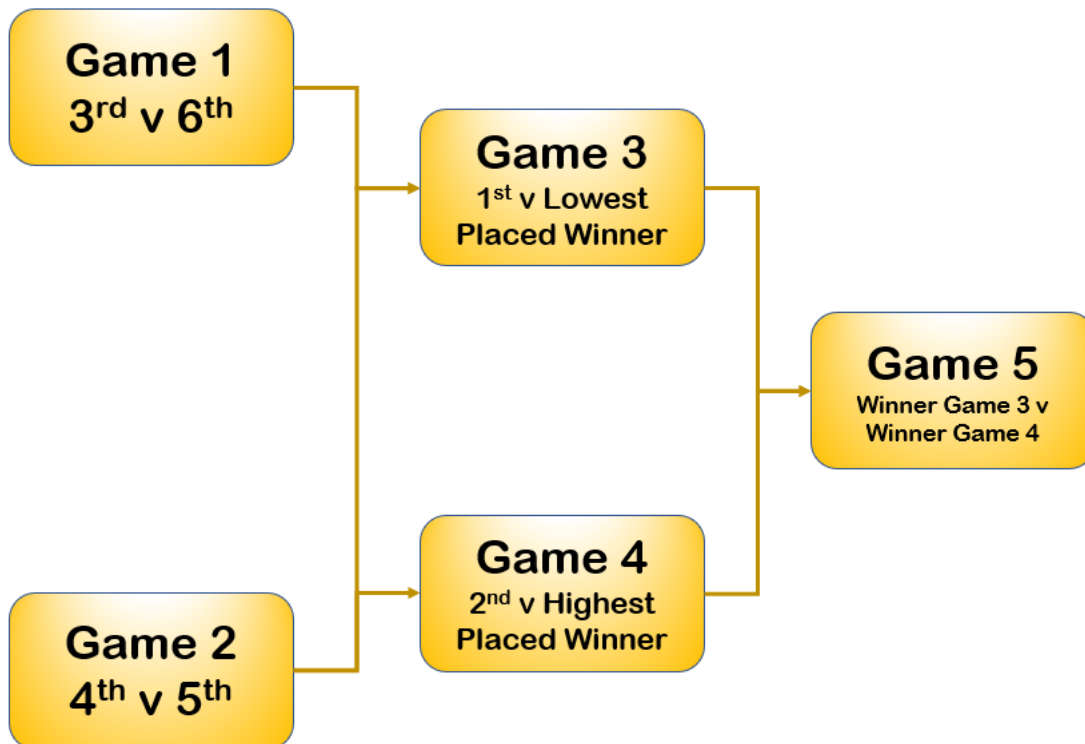 Game 1
3rd v 6th
Game 2
4th v 5th
Game 3
1st v Lowest
Placed Winner
Game 4
2nd v Highest
Placed Winner
Game 5
Winner Game 3 v
Winner Game 4